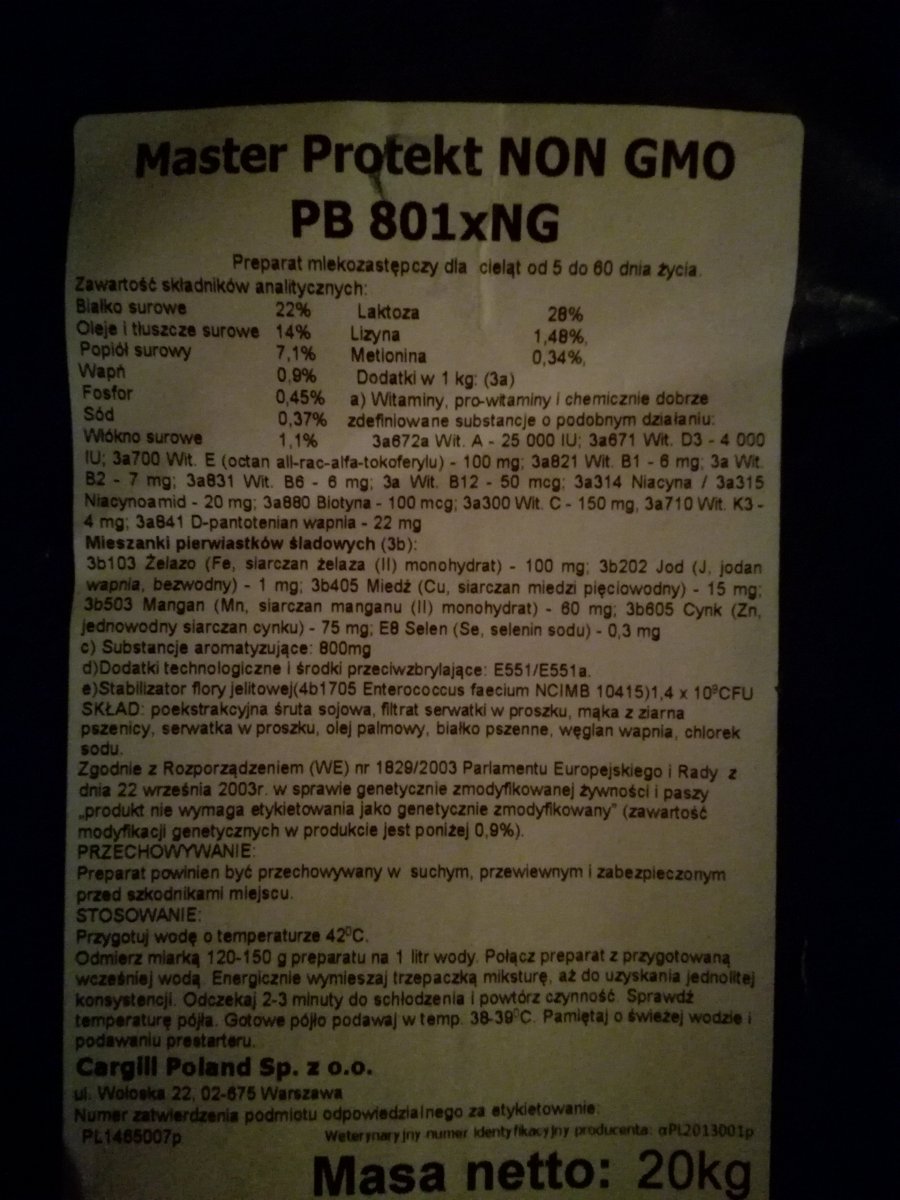 Master Protekt NON GMO
PB 801xNG
Preparat mlekozastępczy dla cieląt od 5 do 60 dnia życia.
Zawartość składników analitycznych:
Białko surowe 22% Laktoza 28%
Oleje i tłuszcze surowe 14% Lizyna 1,48%,
Popiół surowy 7,1% Metionina 0,34%,
Wapń 0,9% Dodatki w 1 kg: (3a)
Fosfor 0,45% a) Witaminy, pro-witaminy i chemicznie dobrze
Sód 0,37% zdefiniowane substancje o podobnym działaniu:
Włókno surowe 1,1% 3a672a Wit. A - 25 000 IU; 3a671 Wit. D3 - 4 000
IU; 3a700 Wit. E (octan all-rac-alfa-tokoferylu) - 100 mg; 3a821 Wit. B1 - 6 mg; 3a Wit.
B2 - 7 mg; 3a831 Wit. B6 - 6 mg; 3a Wit. B12 - 50 mcg; 3a314 Niacyna / 3a315
Niacynoamid - 20 mg; 3a880 Biotyna - 100 mcg; 3a300 Wit. C - 150 mg, 3a710 Wit. K3 -
4 mg; 3a841 D-pantotenian wapnia - 22 mg
Mieszanki pierwiastków śladowych (3b):
3b103 Żelazo (Fe, siarczan żelaza (II) monohydrat) - 100 mg; 3b202 Jod (J, jodan
wapnia, bezwodny) - 1 mg; 3b405 Miedź (Cu, siarczan miedzi pięciowodny) - 15 mg;
3b503 Mangan (Mn, siarczan manganu (II) monohydrat) - 60 mg; 3b605 Cynk (Zn,
jednowodny siarczan cynku) - 75 mg; E8 Selen (Se, selenin sodu) - 0,3 mg
c) Substancje aromatyzujące: 800mg
d)Dodatki technologiczne i środki przeciwzbrylające: E551/E551a.
e)Stabilizator flory jelitowej(4b1705 Enterococcus faecium NCIMB 10415)1,4 x 10⁹CFU
SKŁAD: poekstrakcyjna śruta sojowa, filtrat serwatki w proszku, mąka z ziarna
pszenicy, serwatka w proszku, olej palmowy, białko pszenne, węglan wapnia, chlorek
sodu.
Zgodnie z Rozporządzeniem (WE) nr 1829/2003 Parlamentu Europejskiego i Rady z
dnia 22 września 2003r. w sprawie genetycznie zmodyfikowanej żywności i paszy
„produkt nie wymaga etykietowania jako genetycznie zmodyfikowany" (zawartość
modyfikacji genetycznych w produkcie jest poniżej 0,9%).
PRZECHOWYWANIE:
Preparat powinien być przechowywany w suchym, przewiewnym i zabezpieczonym
przed szkodnikami miejscu.
STOSOWANIE:
Przygotuj wodę o temperaturze 42⁰C.
Odmierz miarką 120-150 g preparatu na 1 litr wody. Połącz preparat z przygotowaną
wcześniej wodą. Energicznie wymieszaj trzepaczką miksturę, aż do uzyskania jednolitej
konsystencji. Odczekaj 2-3 minuty do schłodzenia i powtórz czynność. Sprawdź
temperaturę pójła. Gotowe pójło podawaj w temp. 38-39⁰C. Pamiętaj o świeżej wodzie i
podawaniu prestarteru.
Cargill Poland Sp. z o.o.
ul. Wołoska 22, 02-675 Warszawa
Numer zatwierdzenia podmiotu odpowiedzialnego za etykietowanie:
PL1465007p Weterynaryjny numer identyfikacyjny producenta: αPL2013001p
Masa netto: 20kg